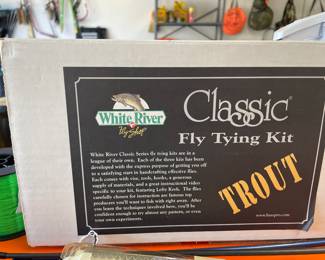 White River
Fly Shop
Classic
Fly Tying Kit
White River Classic Series fly tying kits are in a
league of their own. Each of the three kits has been
developed with the express purpose of getting you off
to a satisfying start in handcrafting effective flies.
Each comes with vise, tools, hooks, a generous
supply of materials, and a great instructional video
specific to your kit, featuring Lefty Kreh. The flies
carefully chosen for instruction are famous top
producers you'll want to fish with right away. After
you learn the techniques involved here, you'll be
confident enough to try almost any pattern, or even
your own experiments.
TROUT
www.basspro.com